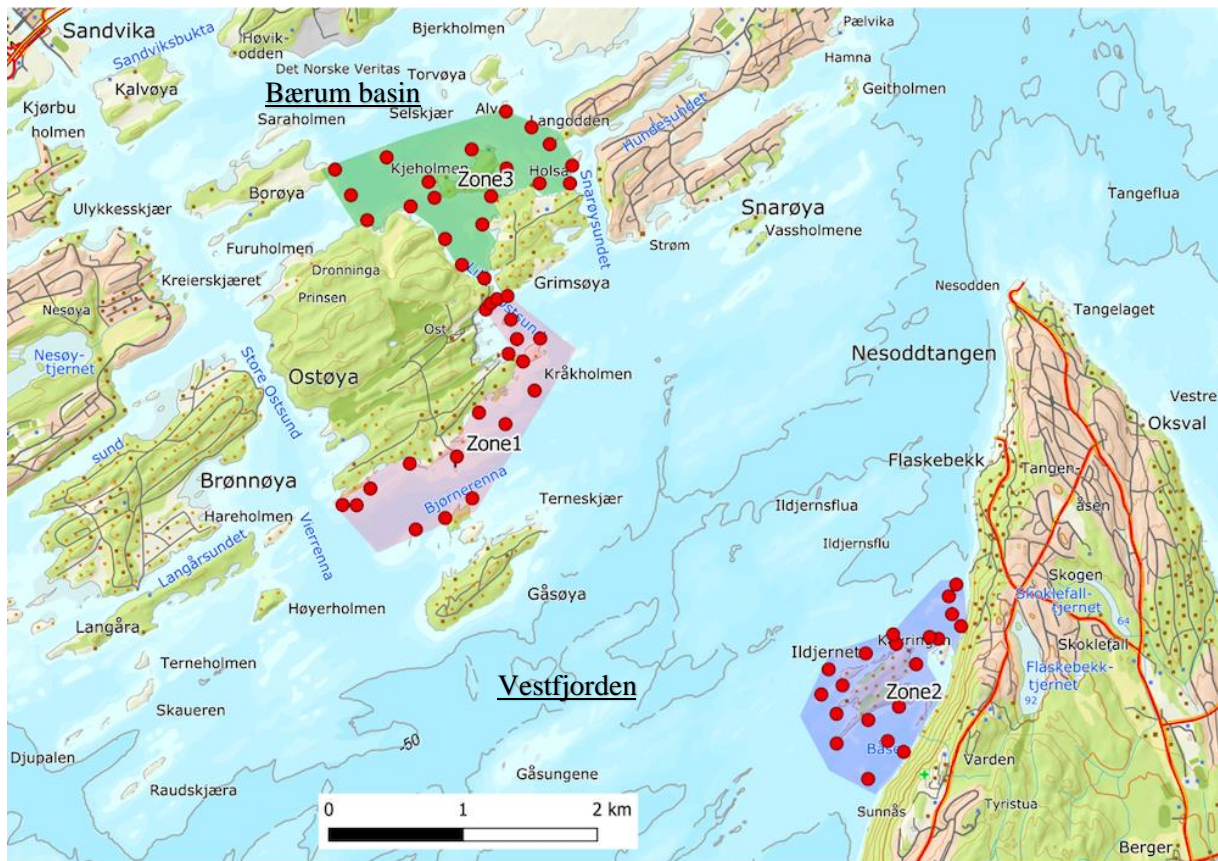 Sandvika
Sandviksbukta
Høvik-
odden
Bjerkholmen
Pælvika
Hamna
Det Norske Veritas
Torvøya
Geitholmen
Kalvøya
Bærum basin
Kjørbu
holmen
Saraholmen
Selskjær
Alv
Langodden
Hundesundet
Kjeholmen
Zone3
Holsa
Borøya
Snarøysundet
Tangeflua
Ulykkesskjær
Snarøya
Vassholmene
Furuholmen
Strøm
Dronninga
Kreierskjæret
Grimsøya
Prinsen
Nesøya
Nesodden
Tangelaget
Ost
Nesøy-
tjernet
Store Ostsund
Ostøya
Kråkholmen
Nesoddtangen
Vestre
Oksval
sund
Zone1
Flaskebekk
Tangen-
åsen
Brønnøya
Bjørnerenna
Terneskjær
Ildjernsflua
Hareholmen
Vierrenna
Langårsundet
Ildjernsflu
Skogen
Skoklefall-
tjernet
64
Høyerholmen
Gåsøya
Langåra
Ildjernet
Skoklefall
Terneholmen
Flaskebekk-
tjernet
92
Vestfjorden
Zone2
Skaueren
-50
Djupalen
Varden
Gåsungene
Raudskjæra
Tyristua
Sunnås
0 1 2 km
Berger